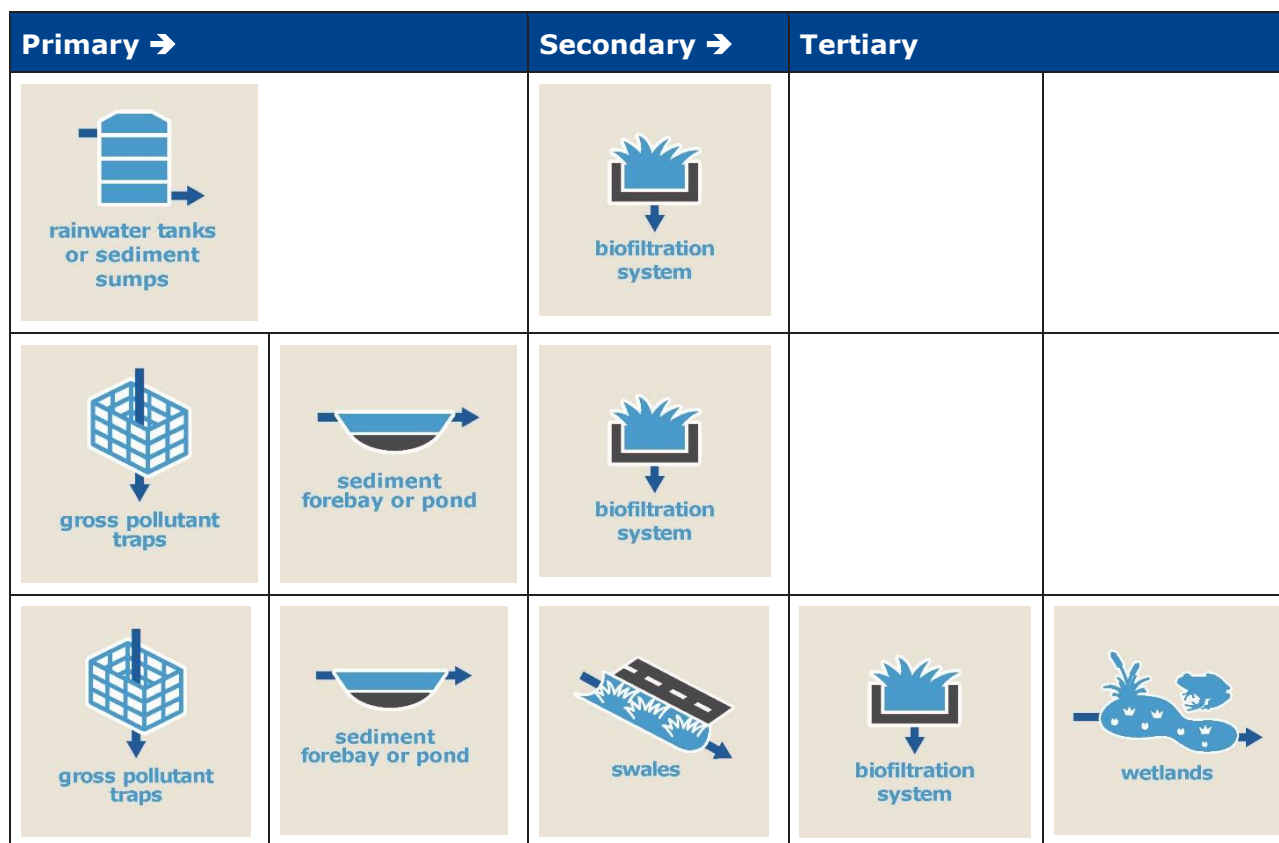 Primary ➔
Secondary ➔
Tertiary
rainwater tanks
or sediment
sumps
biofiltration
system
gross pollutant
traps
sediment
forebay or pond
biofiltration
system
gross pollutant
traps
sediment
forebay or pond
swales
biofiltration
system
wetlands